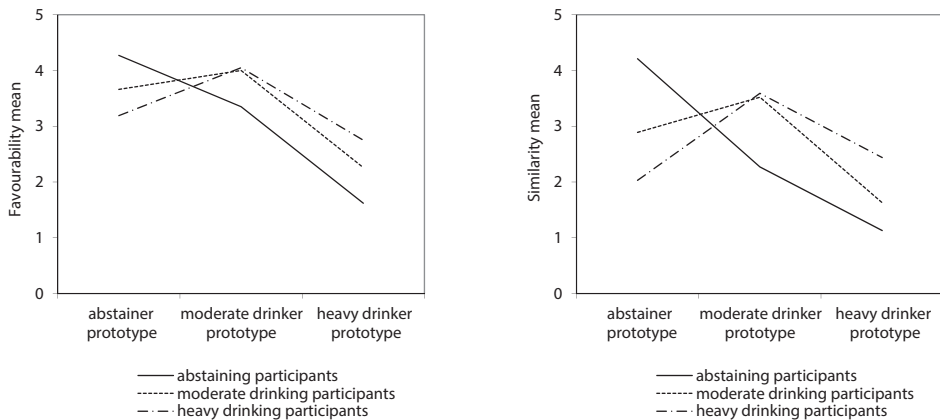 5
4
3
2
1
0
Favourability mean
abstainer
prototype
moderate drinker
prototype
heavy drinker
prototype
abstaining participants
moderate drinking participants
heavy drinking participants
5
4
3
2
1
0
Similarity mean
abstainer
prototype
moderate drinker
prototype
heavy drinker
prototype
abstaining participants
moderate drinking participants
heavy drinking participants